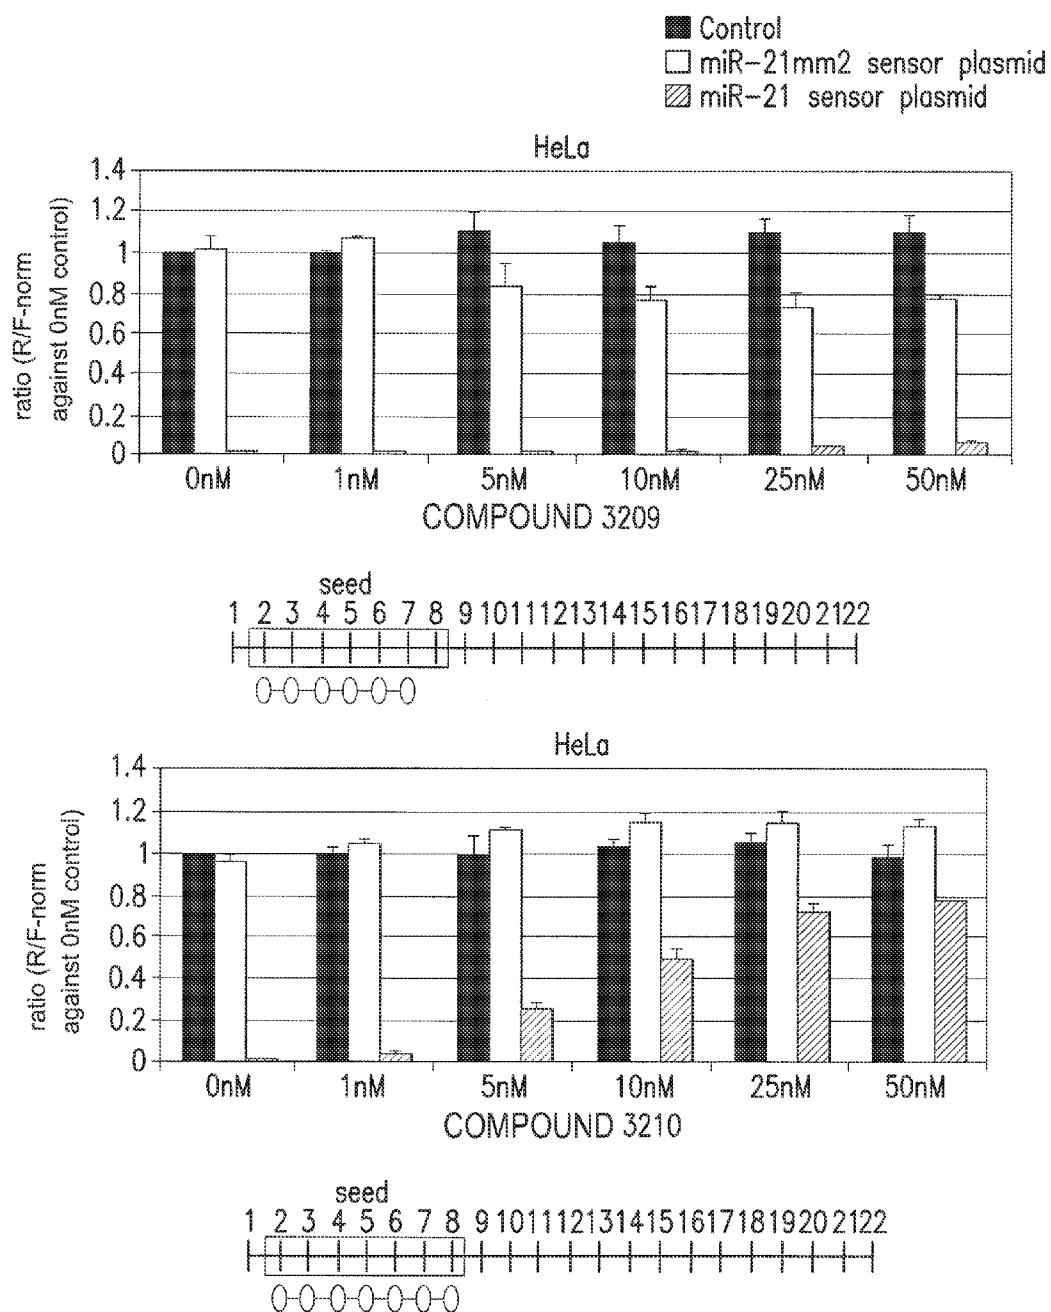 Control
miR-21mm2 sensor plasmid
miR-21 sensor plasmid
HeLa
ratio (R/F-norm
against 0nM control)
1.4
1.2
1
0.8
0.6
0.4
0.2
0
0nM 1nM 5nM 10nM 25nM 50nM
COMPOUND 3209
seed
1 2 3 4 5 6 7 8 9 10 11 12 13 14 15 16 17 18 19 20 21 22
HeLa
ratio (R/F-norm
against 0nM control)
1.4
1.2
1
0.8
0.6
0.4
0.2
0
0nM 1nM 5nM 10nM 25nM 50nM
COMPOUND 3210
seed
1 2 3 4 5 6 7 8 9 10 11 12 13 14 15 16 17 18 19 20 21 22